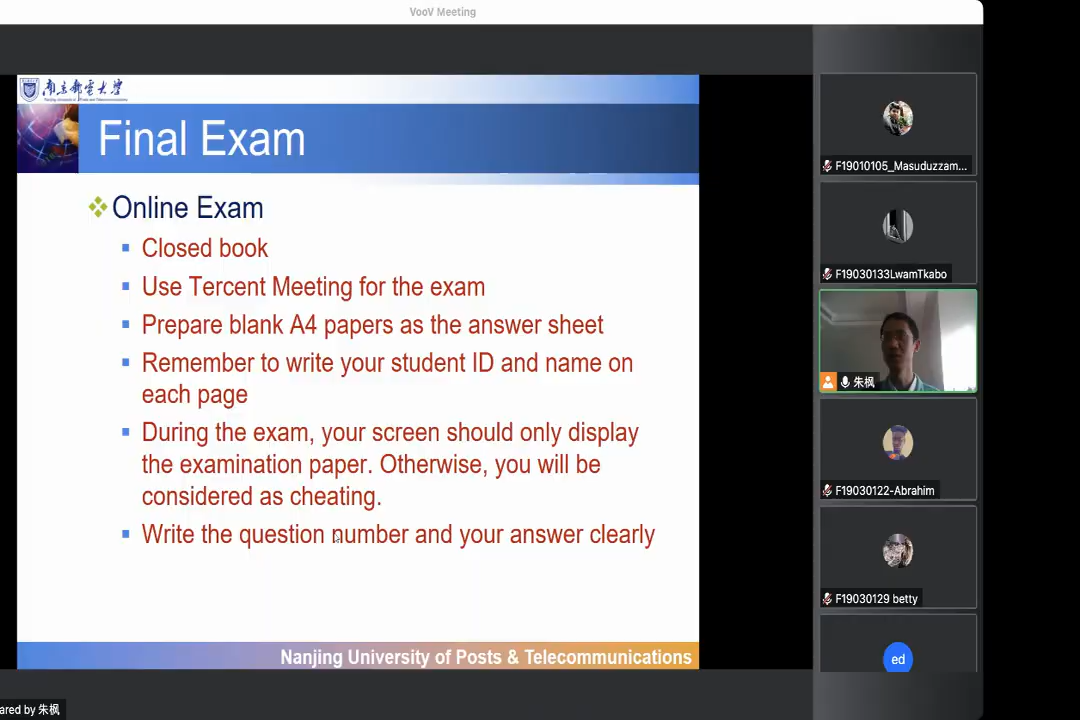 VooV Meeting
南京邮电大学
Final Exam
Online Exam
Closed book
Use Tercent Meeting for the exam
Prepare blank A4 papers as the answer sheet
Remember to write your student ID and name on
each page
During the exam, your screen should only display
the examination paper. Otherwise, you will be
considered as cheating.
Write the question number and your answer clearly
Nanjing University of Posts & Telecommunications
ared by 朱枫
F19010105_Masuduzzam...
F19030133LwamTkabo
朱枫
F19030122-Abrahim
F19030129 betty
ed